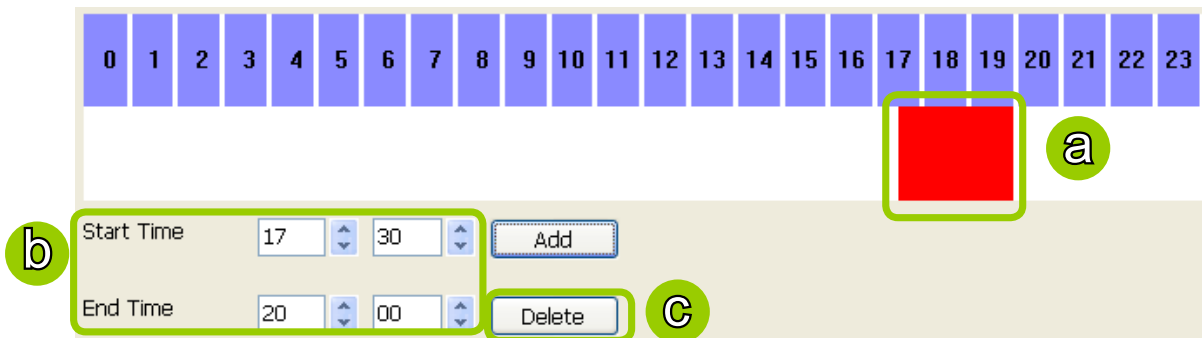 0 1 2 3 4 5 6 7 8 9 10 11 12 13 14 15 16 17 18 19 20 21 22 23
a
b
Start Time 17 30 Add
End Time 20 00 Delete
c